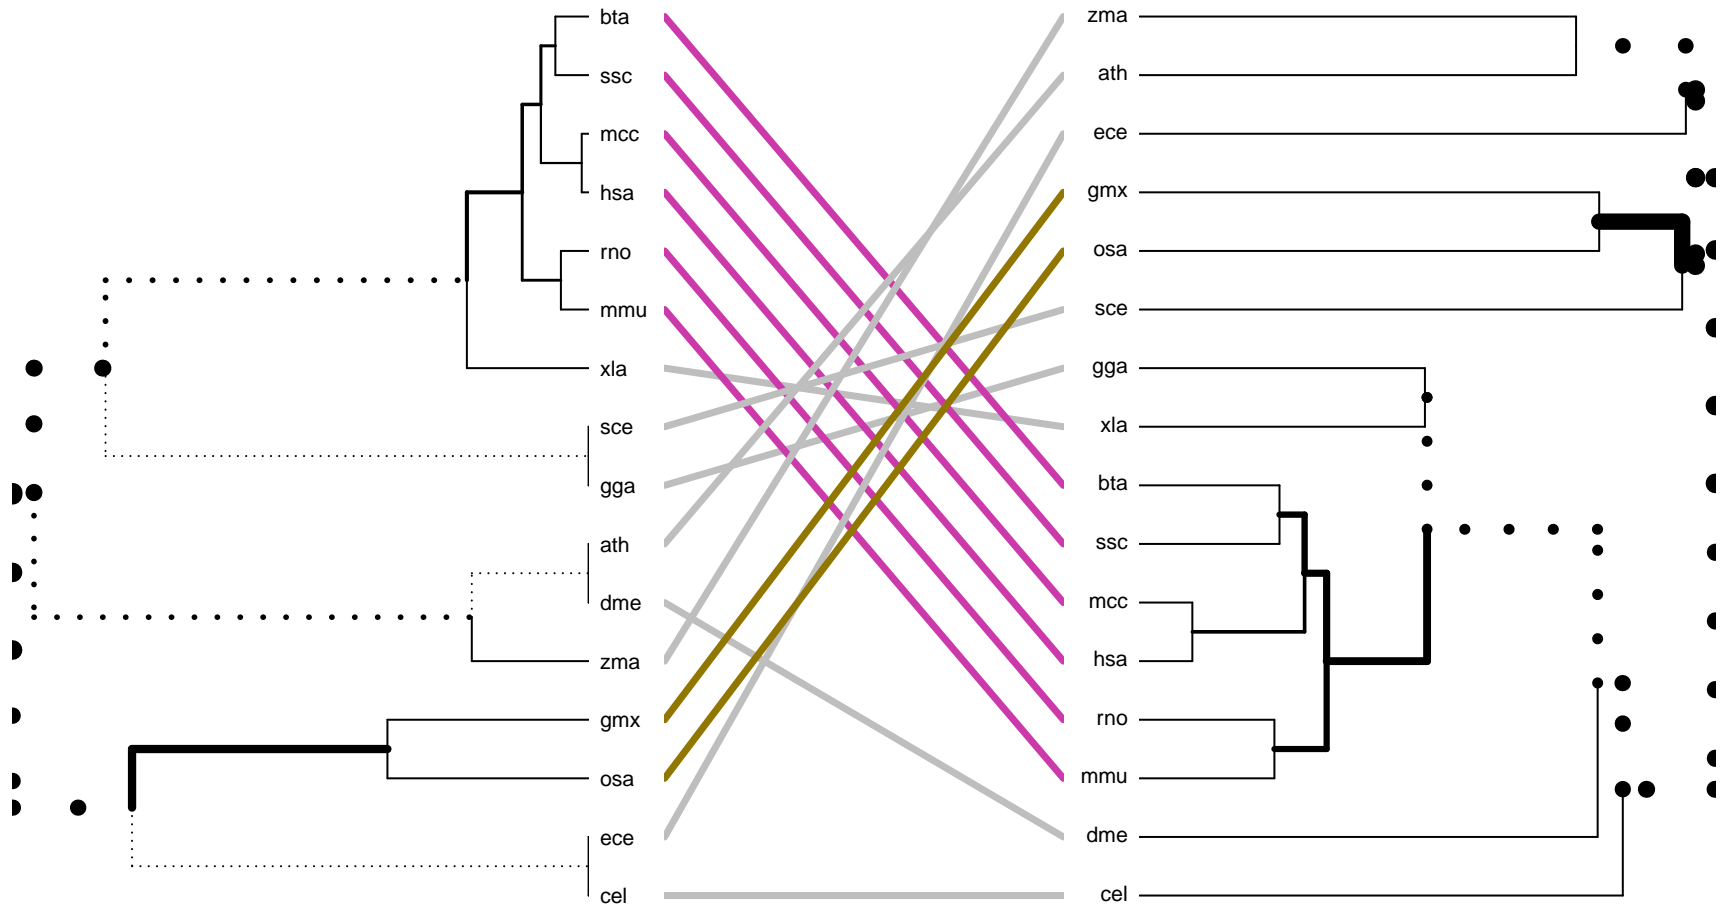 bta
ssc
mcc
hsa
rno
mmu
xla
sce
gga
ath
dme
zma
gmx
osa
ece
cel
zma
ath
ece
gmx
osa
sce
gga
xla
bta
ssc
mcc
hsa
rno
mmu
dme
cel